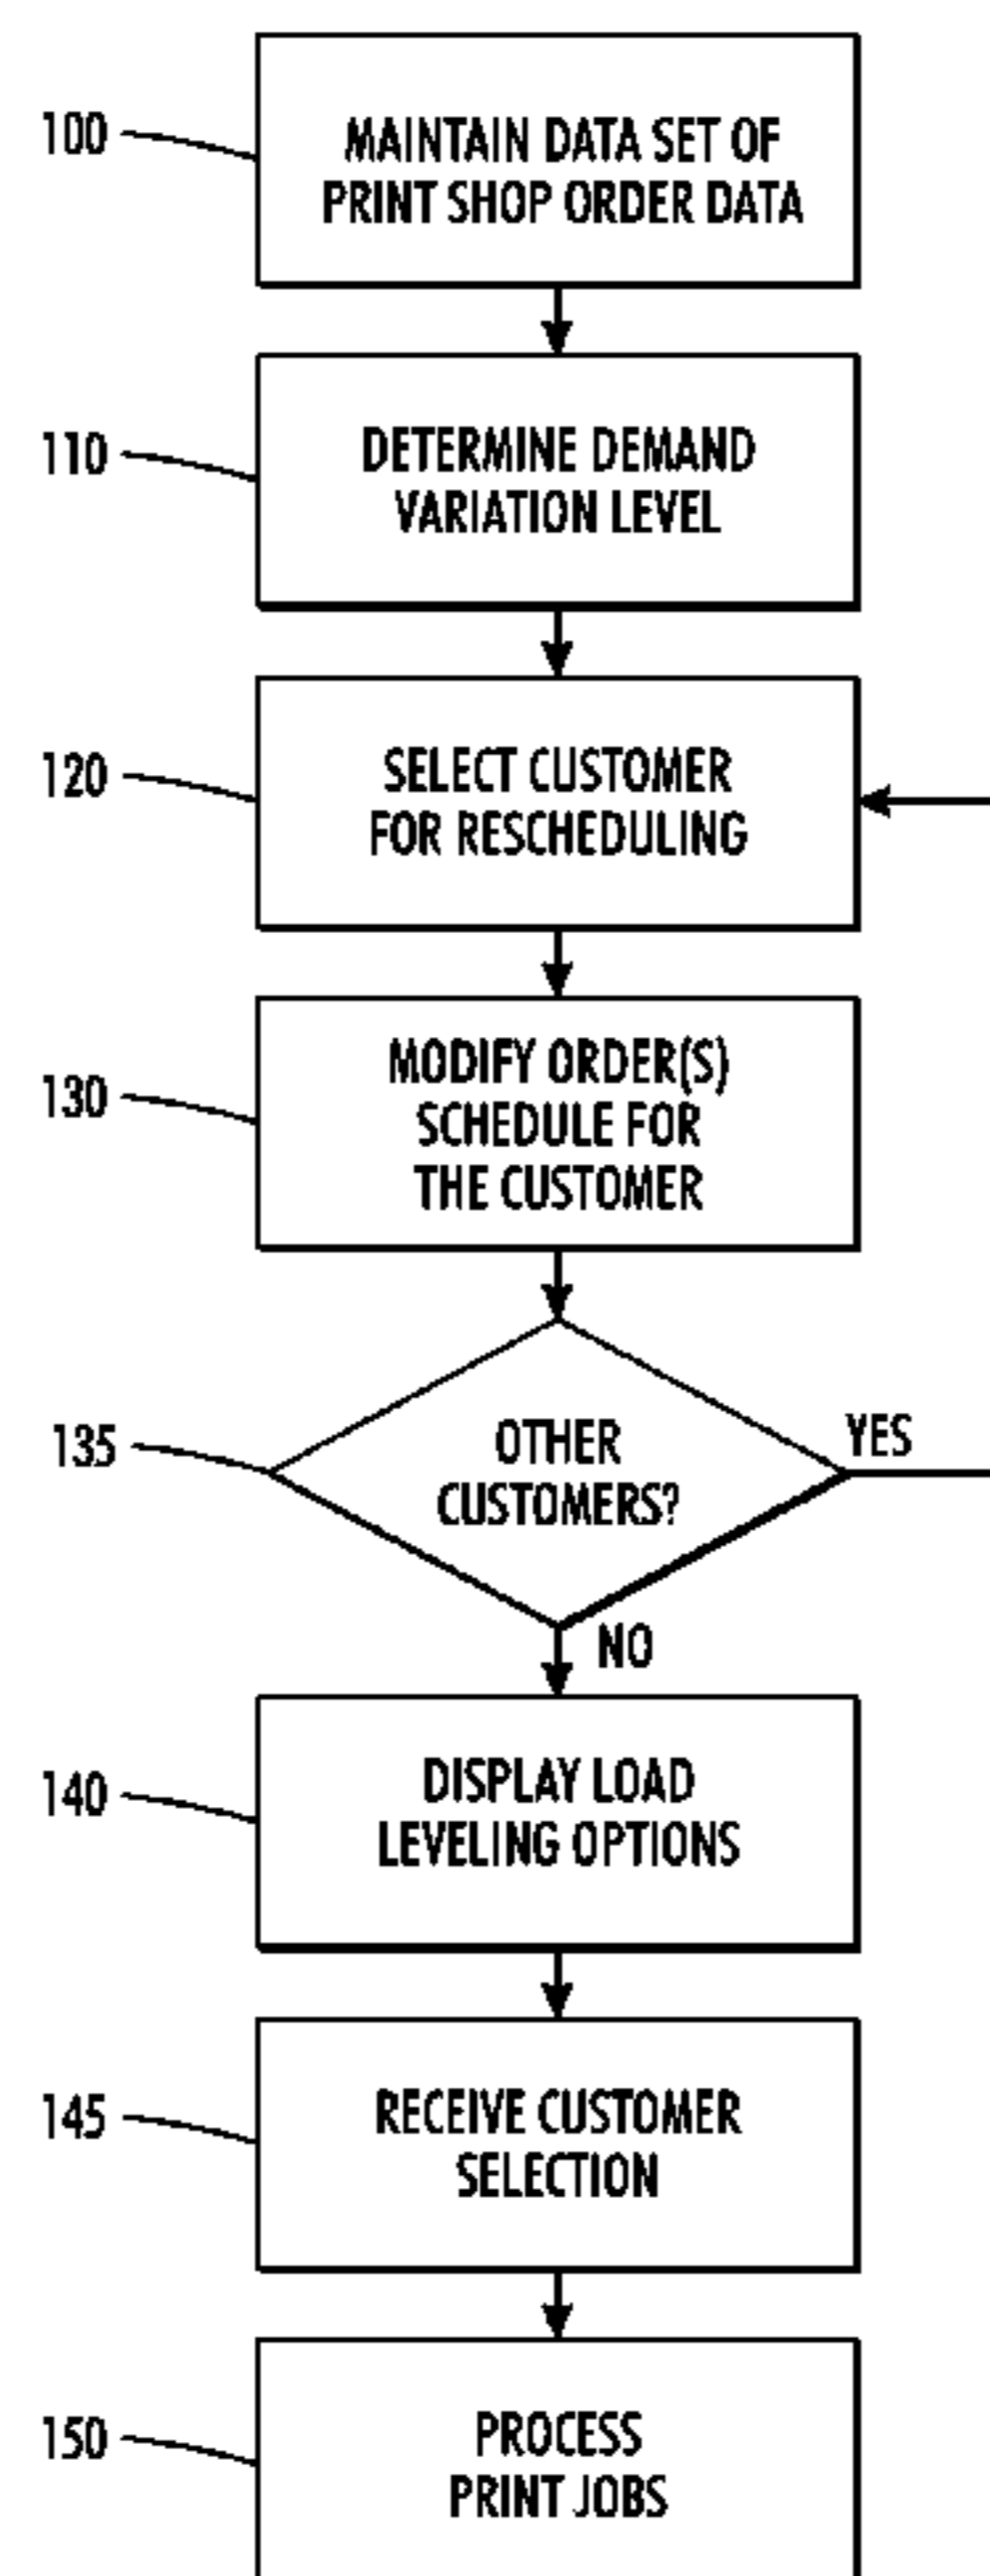 100
MAINTAIN DATA SET OF
PRINT SHOP ORDER DATA
110
DETERMINE DEMAND
VARIATION LEVEL
120
SELECT CUSTOMER
FOR RESCHEDULING
130
MODIFY ORDER(S)
SCHEDULE FOR
THE CUSTOMER
135
OTHER
CUSTOMERS?
YES
NO
140
DISPLAY LOAD
LEVELING OPTIONS
145
RECEIVE CUSTOMER
SELECTION
150
PROCESS
PRINT JOBS